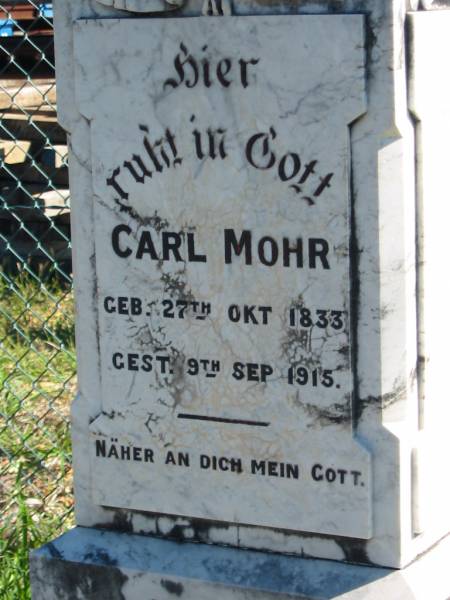 Hier
ruht in Gott
CARL MOHR
GEB. 27TH OKT 1833
GEST. 9TH SEP 1915.
NÄHER AN DICH MEIN GOTT.